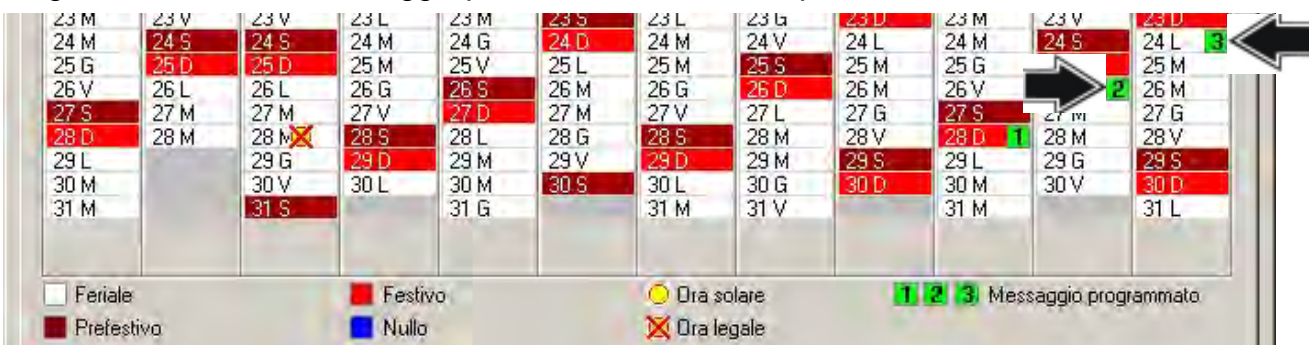 23 M 23 V 23 V 23 L 23 M 23 S 23 L 23 G 23 D 23 M 23 V 23 D
24 M 24 S 24 S 24 M 24 G 24 D 24 M 24 V 24 L 24 M 24 S 24 L 3
25 G 25 D 25 D 25 M 25 V 25 L 25 M 25 S 25 M 25 G 25 M
26 V 26 L 26 L 26 G 26 S 26 M 26 G 26 D 26 M 26 V 2 26 M
27 S 27 M 27 M 27 V 27 D 27 M 27 V 27 L 27 G 27 S 27 M 27 G
28 D 28 M 28 M 28 S 28 L 28 G 28 S 28 M 28 V 28 D 1 28 M 28 V
29 L 29 G 29 D 29 M 29 V 29 D 29 M 29 S 29 L 29 G 29 S
30 M 30 V 30 L 30 M 30 S 30 L 30 G 30 D 30 M 30 V 30 D
31 M 31 S 31 G 31 M 31 V 31 M 31 L
Feriale Festivo Ora solare 1 2 3 Messaggio programmato
Prefestivo Nullo Ora legale